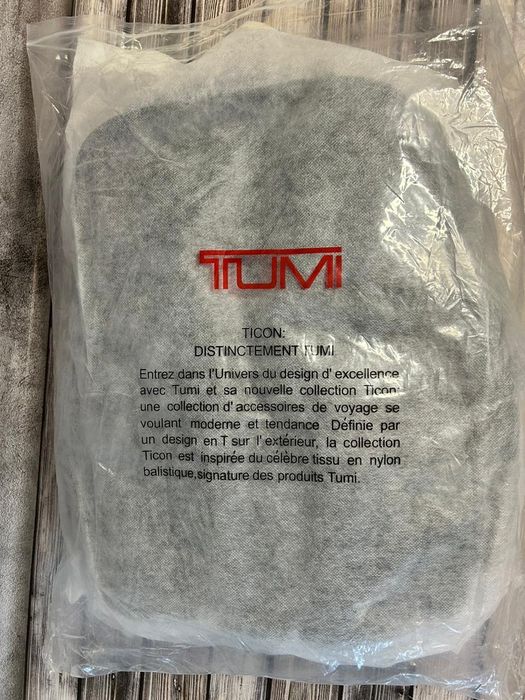 TUMI
TICON:
DISTINCTEMENT TUMI
Entrez dans l'Univers du design d' excellence
avec Tumi et sa nouvelle collection Ticon:
une collection d' accessoires de voyage se
voulant moderne et tendance Définie par
un design en T sur l' extérieur, la collection
Ticon est inspirée du célèbre tissu en nylon
balistique,signature des produits Tumi.